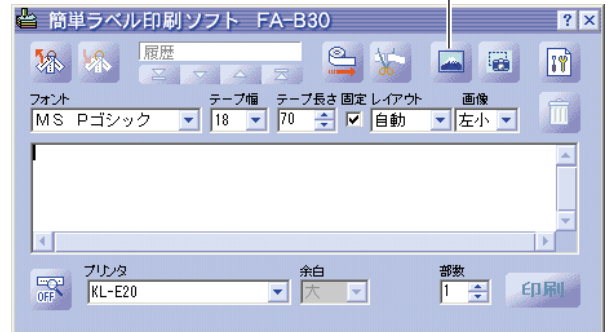 簡単ラベル印刷ソフト FA-B30
履歴
フォント テープ幅 テープ長さ 固定 レイアウト 画像
MS Pゴシック 18 70 自動 左小
プリンタ 余白 部数
OFF KL-E20 大 1 印刷